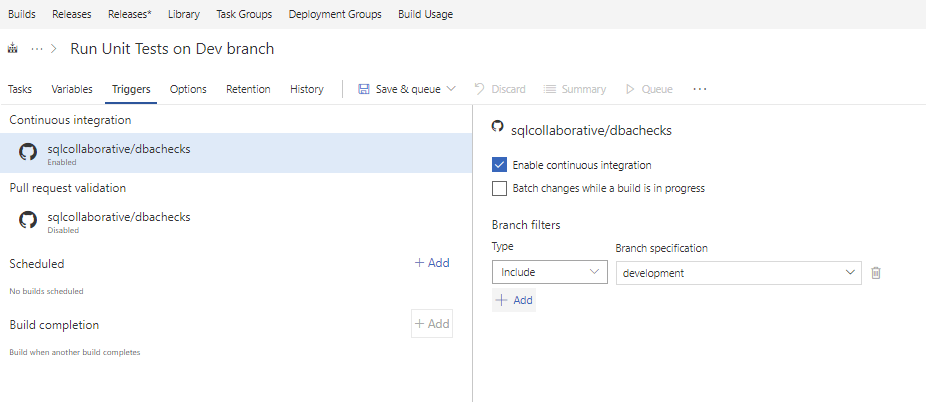 Builds Releases Releases* Library Task Groups Deployment Groups Build Usage
··· > Run Unit Tests on Dev branch
Tasks Variables Triggers Options Retention History Save & queue Discard Summary Queue ···
Continuous integration
sqlcollaborative/dbachecks
Enabled
Pull request validation
sqlcollaborative/dbachecks
Disabled
Scheduled + Add
No builds scheduled
Build completion + Add
Build when another build completes
sqlcollaborative/dbachecks
Enable continuous integration
Batch changes while a build is in progress
Branch filters
Type Branch specification
Include development
+ Add